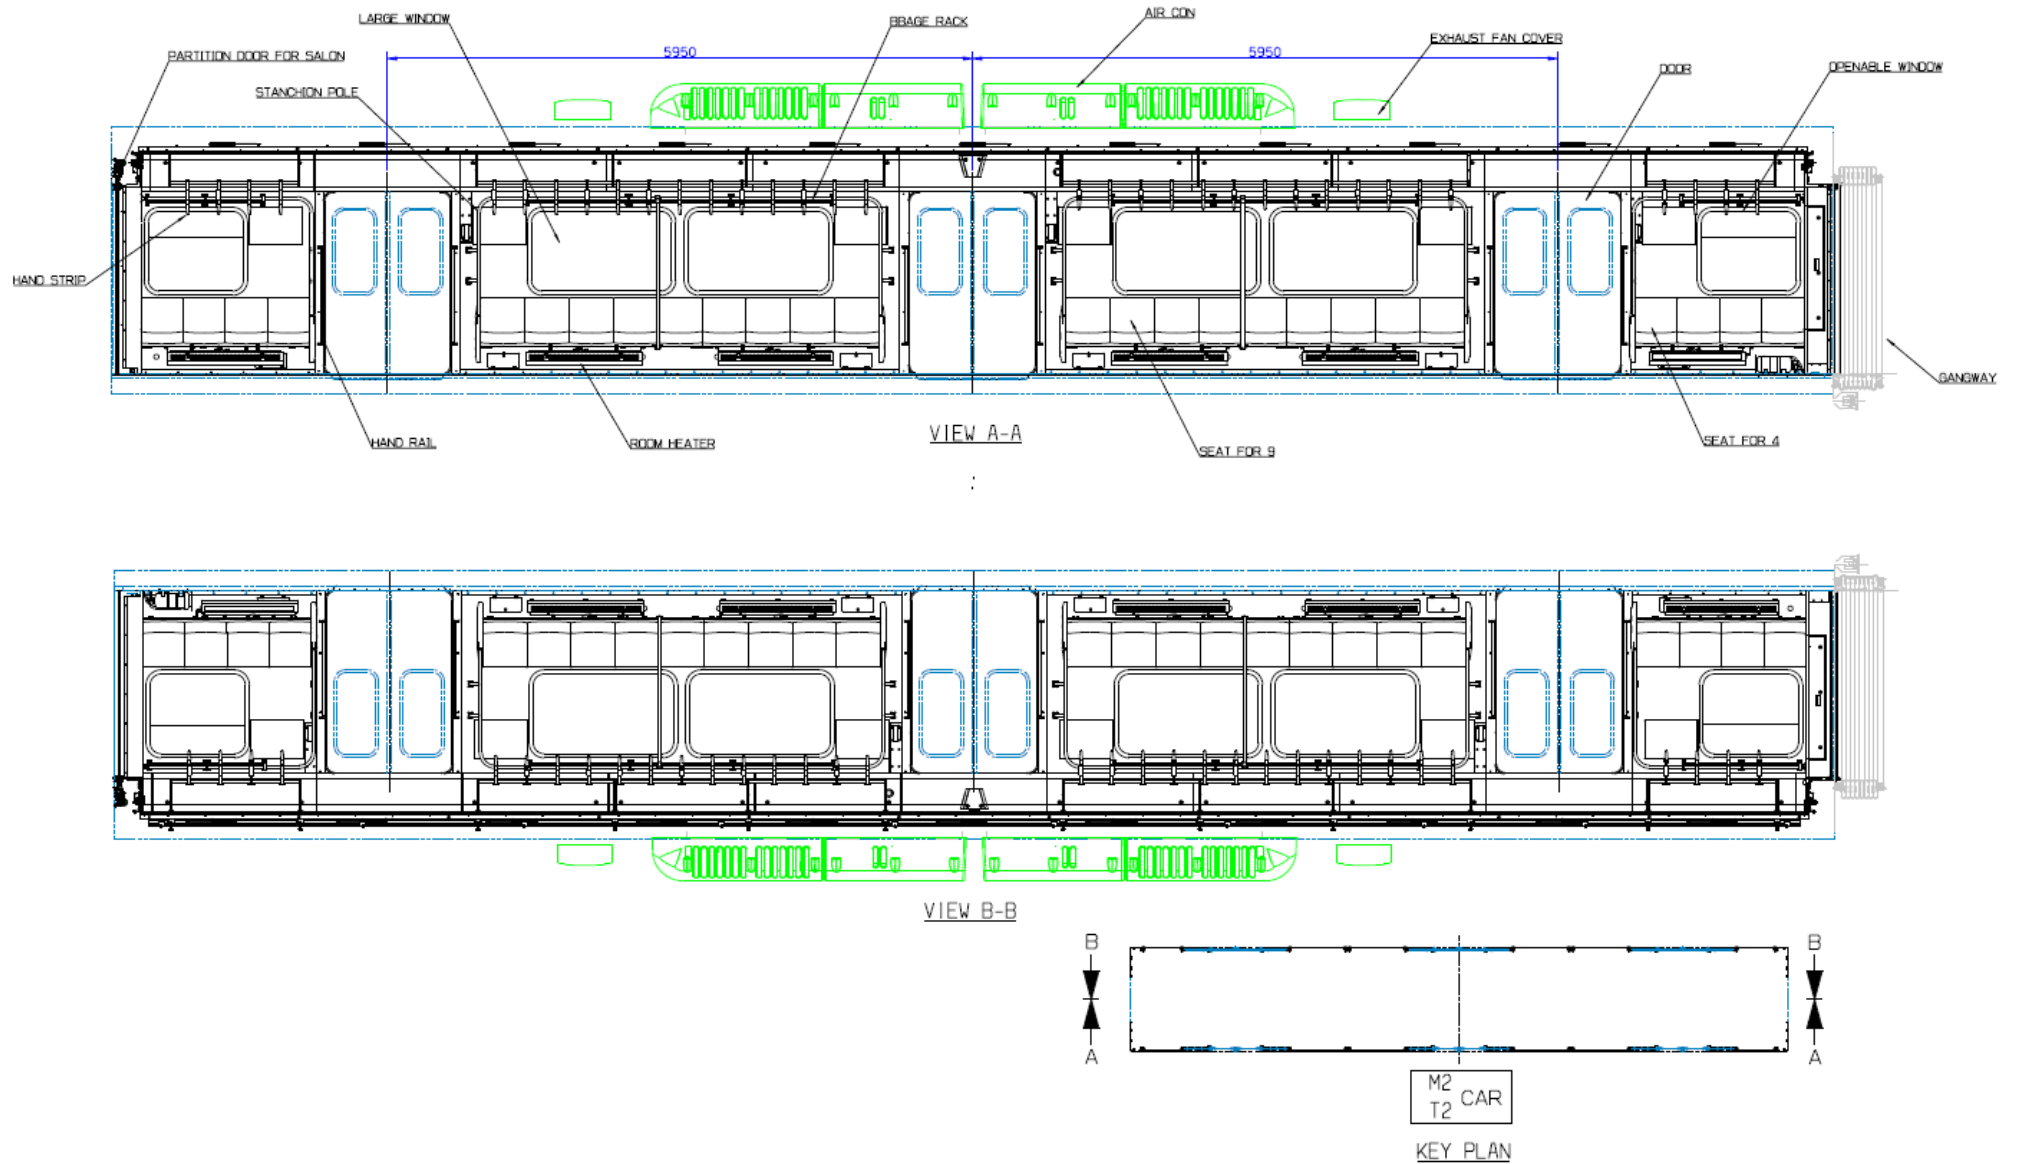 LARGE WINDOW
BBAGE RACK
AIR CON
EXHAUST FAN COVER
PARTITION DOOR FOR SALON
5950
5950
DOOR
OPENABLE WINDOW
STANCHION POLE
HAND STRIP
GANGWAY
HAND RAIL
ROOM HEATER
VIEW A-A
SEAT FOR 9
SEAT FOR 4
:
VIEW B-B
B
B
A
A
M2
T2
CAR
KEY PLAN